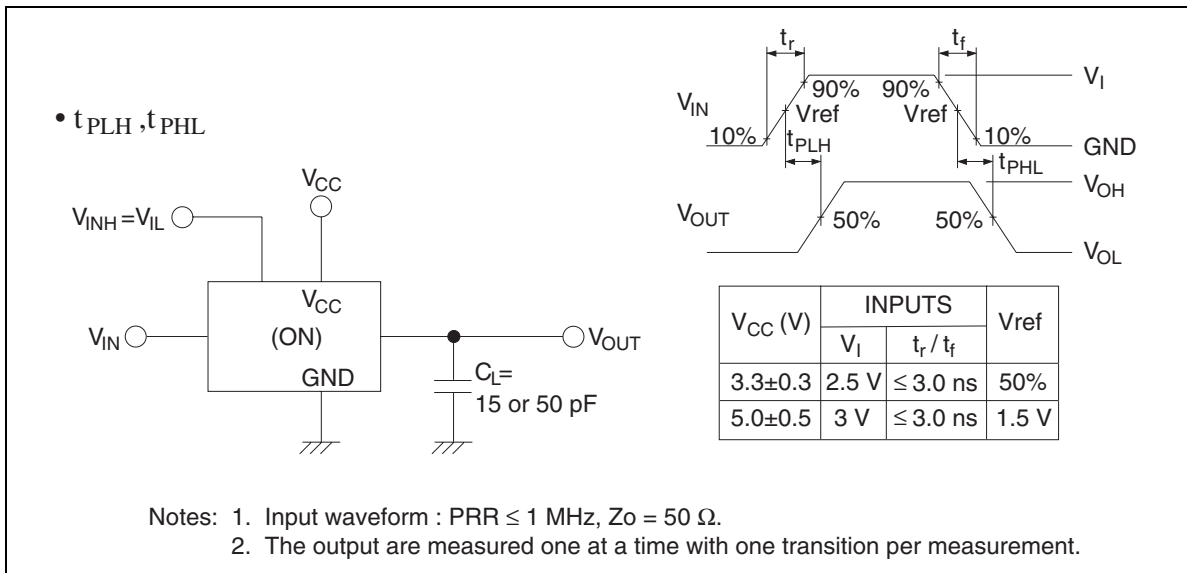 • tPLH ,tPHL
VCC
VINH=VIL
VCC
VIN
(ON)
GND
VOUT
CL=
15 or 50 pF
tr
tf
VI
90%
90%
VIN
Vref
Vref
10%
10%
GND
tPLH
tPHL
VOH
VOUT
50%
50%
VOL
VCC (V) INPUTS Vref
VI tr / tf
3.3±0.3 2.5 V ≤ 3.0 ns 50%
5.0±0.5 3 V ≤ 3.0 ns 1.5 V
Notes: 1. Input waveform : PRR ≤ 1 MHz, Zo = 50 Ω.
2. The output are measured one at a time with one transition per measurement.